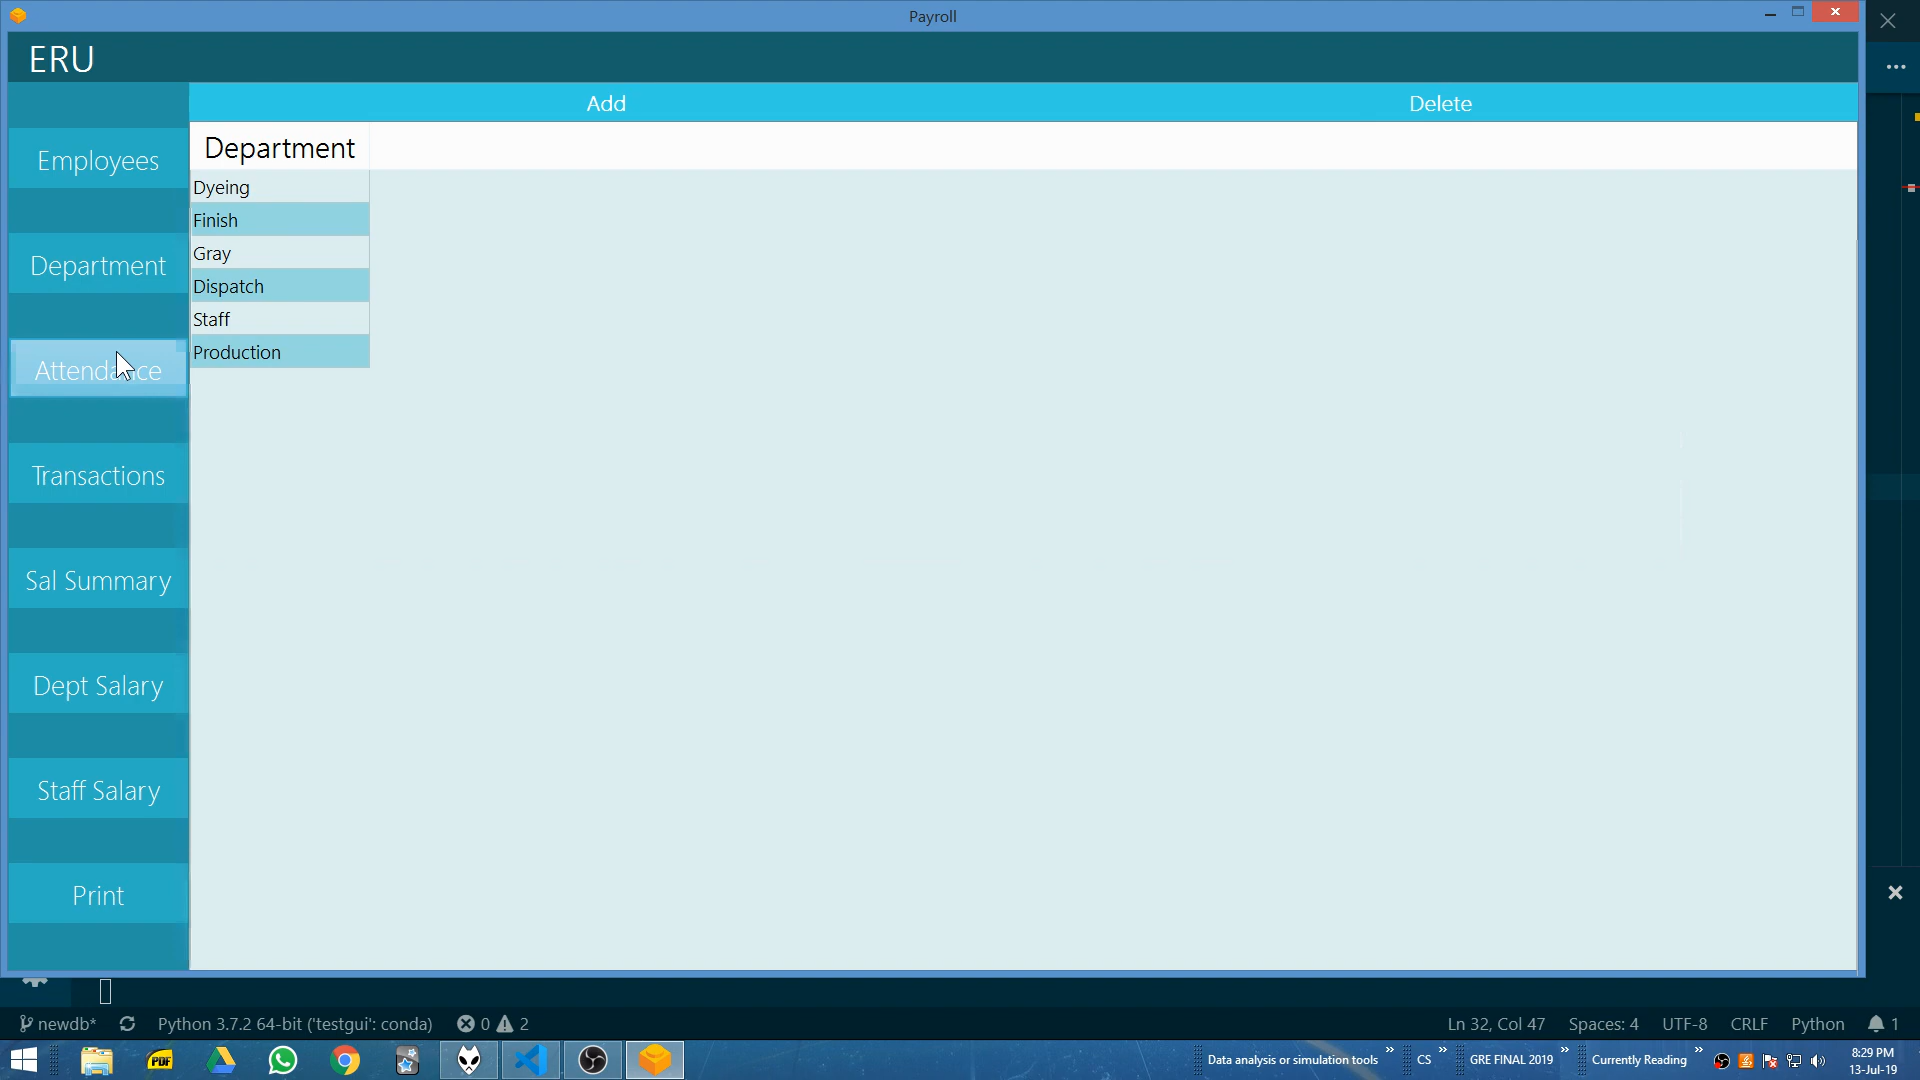 Payroll
ERU
Add Delete
Employees
Department
Attendance
Transactions
Sal Summary
Dept Salary
Staff Salary
Print
Department
Dyeing
Finish
Gray
Dispatch
Staff
Production
newdb* Python 3.7.2 64-bit ('testgui': conda) 0 2 Ln 32, Col 47 Spaces: 4 UTF-8 CRLF Python 1
PDF Data analysis or simulation tools » CS » GRE FINAL 2019 » Currently Reading » 8:29 PM
13-Jul-19